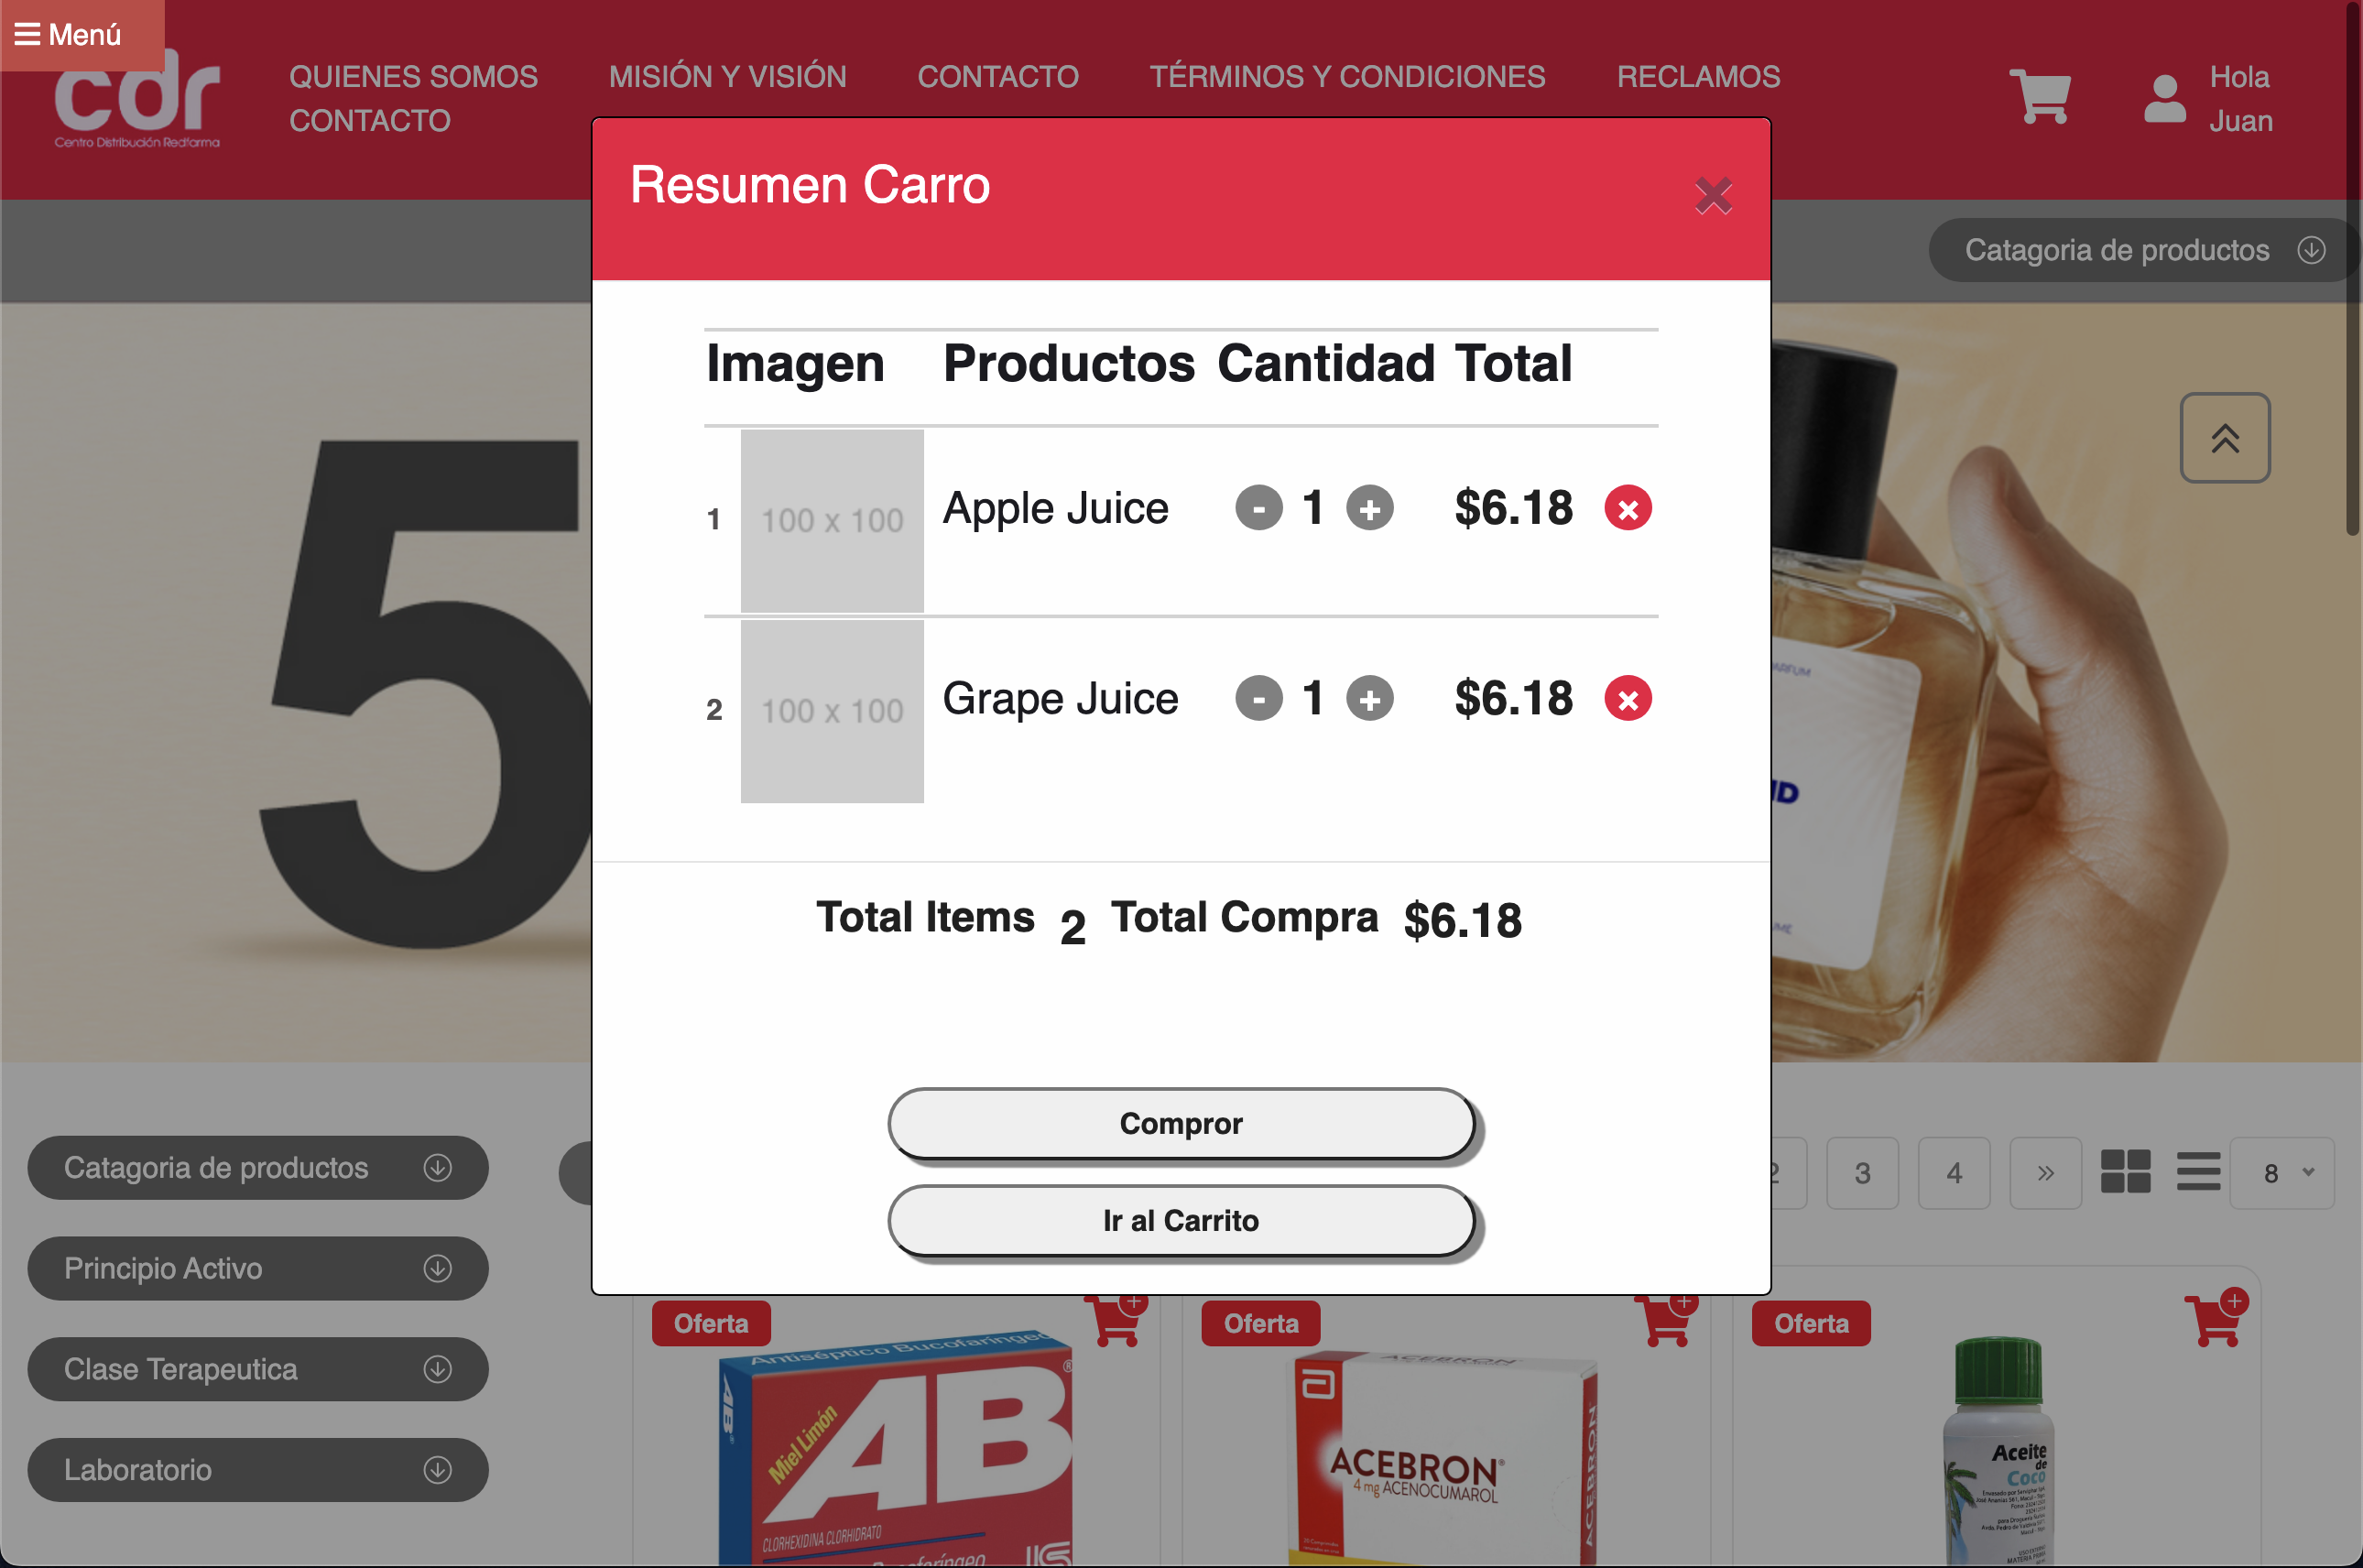 Menú
cdr
Centro Distribución Redfarma
QUIENES SOMOS MISIÓN Y VISIÓN CONTACTO TÉRMINOS Y CONDICIONES RECLAMOS
CONTACTO
Hola
Juan
Catagoria de productos
Resumen Carro
Imagen Productos Cantidad Total
1 100 x 100 Apple Juice - 1 + $6.18
2 100 x 100 Grape Juice - 1 + $6.18
Total Items 2 Total Compra $6.18
Compror
Ir al Carrito
5
Catagoria de productos
Principio Activo
Clase Terapeutica
Laboratorio
2 3 4 » 8
Oferta
Antiséptico Bucofaríngeo
AB
Miel Limón
AB
CLORHEXIDINA CLORHIDRATO
Oferta
ACEBRON
ACEBRON
4 mg ACENOCUMAROL
ACEBRON
Oferta
Aceite
de
Coco